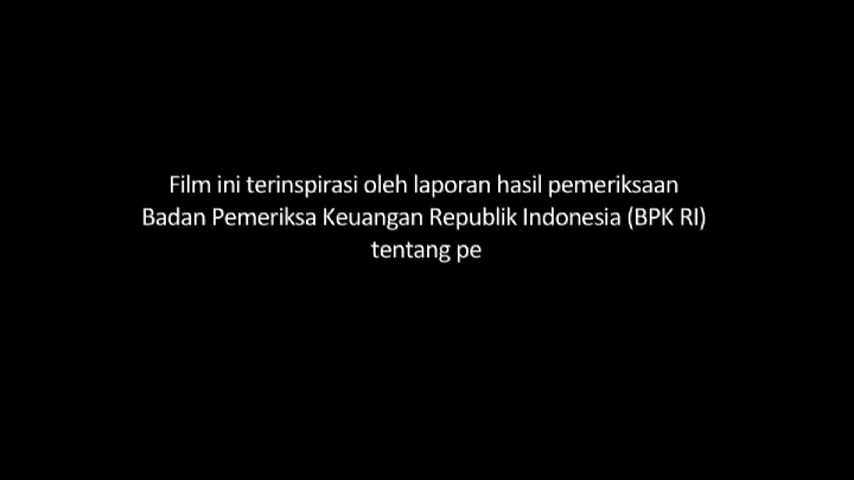 Film ini terinspirasi oleh laporan hasil pemeriksaan
Badan Pemeriksa Keuangan Republik Indonesia (BPK RI)
tentang pe